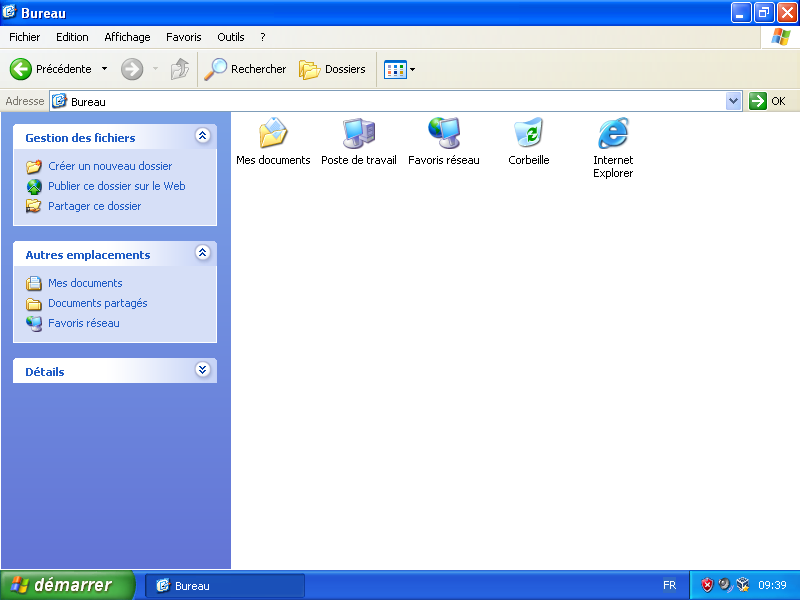 Bureau
Fichier Edition Affichage Favoris Outils ?
Précédente Rechercher Dossiers
Adresse Bureau OK
Gestion des fichiers
Créer un nouveau dossier
Publier ce dossier sur le Web
Partager ce dossier
Autres emplacements
Mes documents
Documents partagés
Favoris réseau
Détails
Mes documents Poste de travail Favoris réseau Corbeille Internet
Explorer
démarrer Bureau FR 09:39